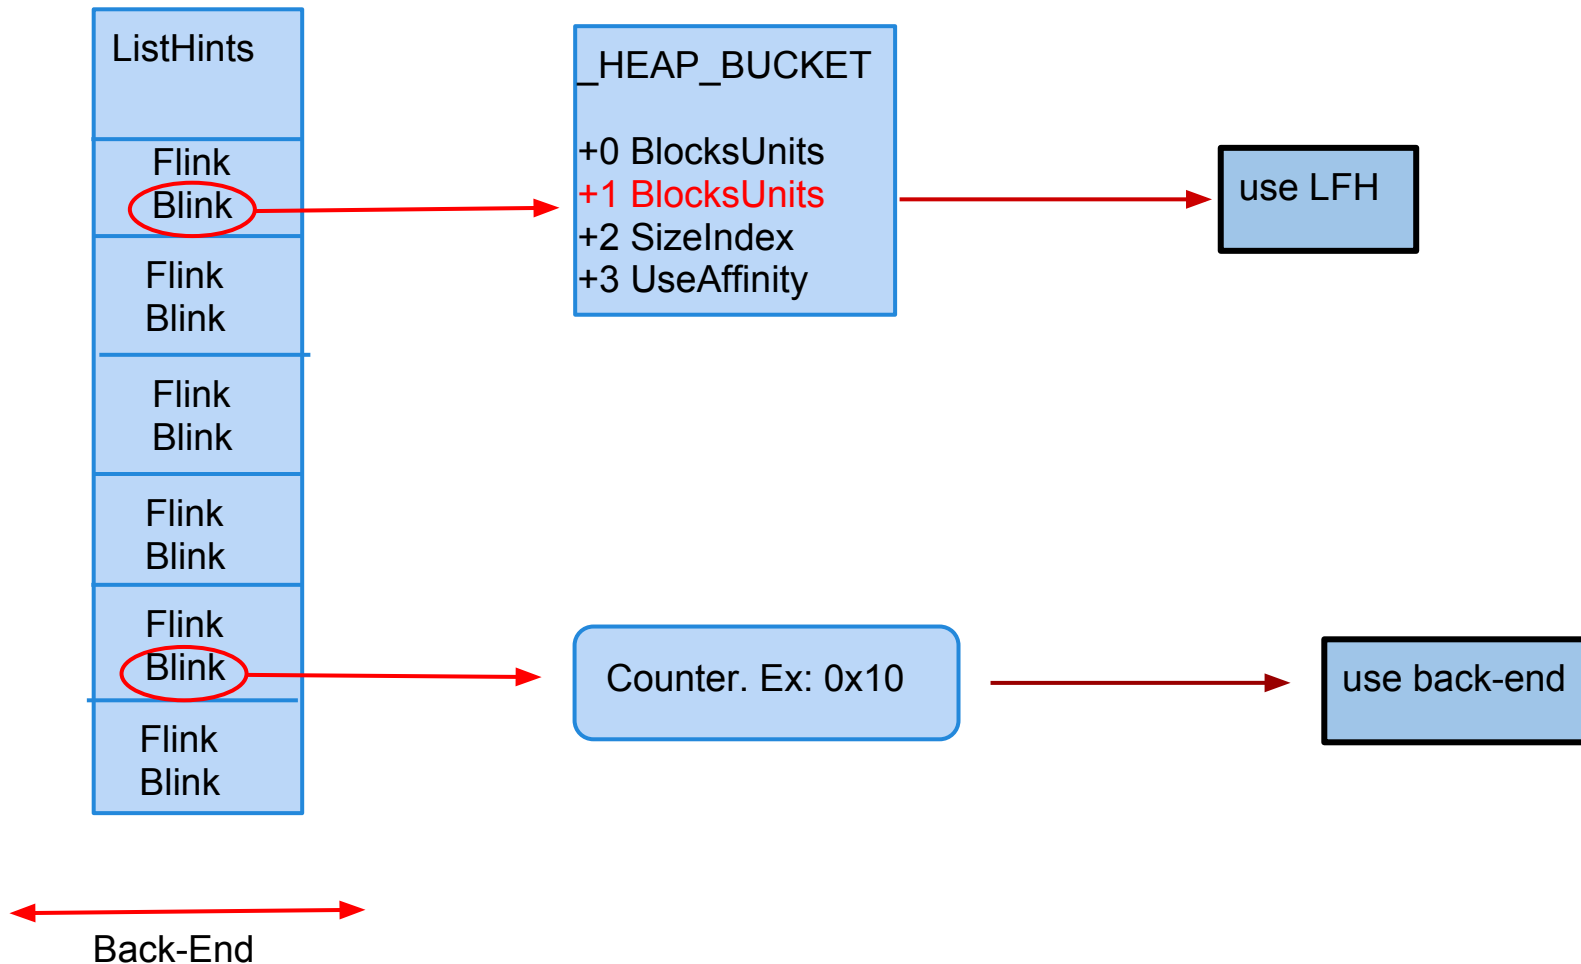 ListHints
Flink
Blink
Flink
Blink
Flink
Blink
Flink
Blink
Flink
Blink
Flink
Blink
_HEAP_BUCKET
+0 BlocksUnits
+1 BlocksUnits
+2 SizeIndex
+3 UseAffinity
use LFH
Counter. Ex: 0x10
use back-end
Back-End